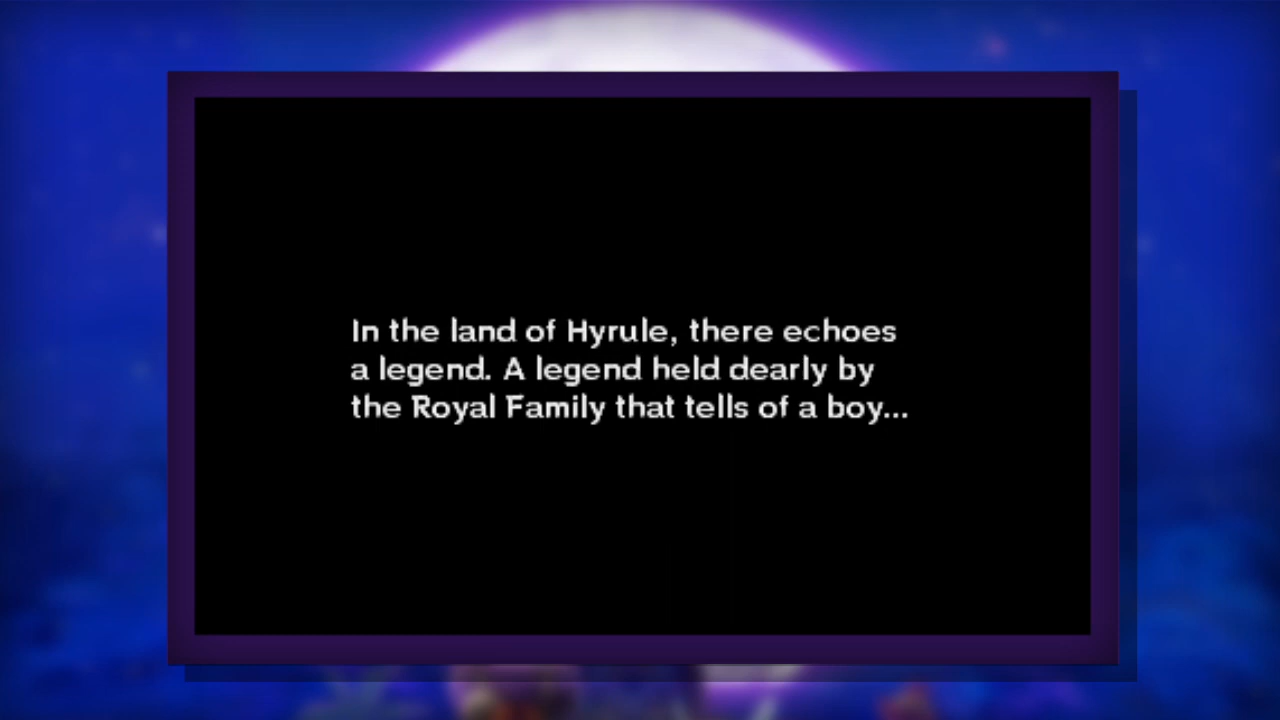 In the land of Hyrule, there echoes
a legend. A legend held dearly by
the Royal Family that tells of a boy...